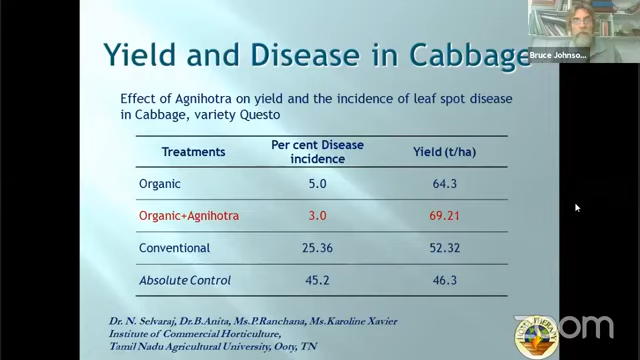 Yield and Disease in Cabbage
Bruce Johnso...
Effect of Agnihotra on yield and the incidence of leaf spot disease
in Cabbage, variety Questo
Treatments Per cent Disease incidence Yield (t/ha)
Organic 5.0 64.3
Organic+Agnihotra 3.0 69.21
Conventional 25.36 52.32
Absolute Control 45.2 46.3
Dr. N. Selvaraj, Dr.B.Anita, Ms.P.Ranchana, Ms.Karoline Xavier
Institute of Commercial Horticulture,
Tamil Nadu Agricultural University, Ooty, TN
zoom